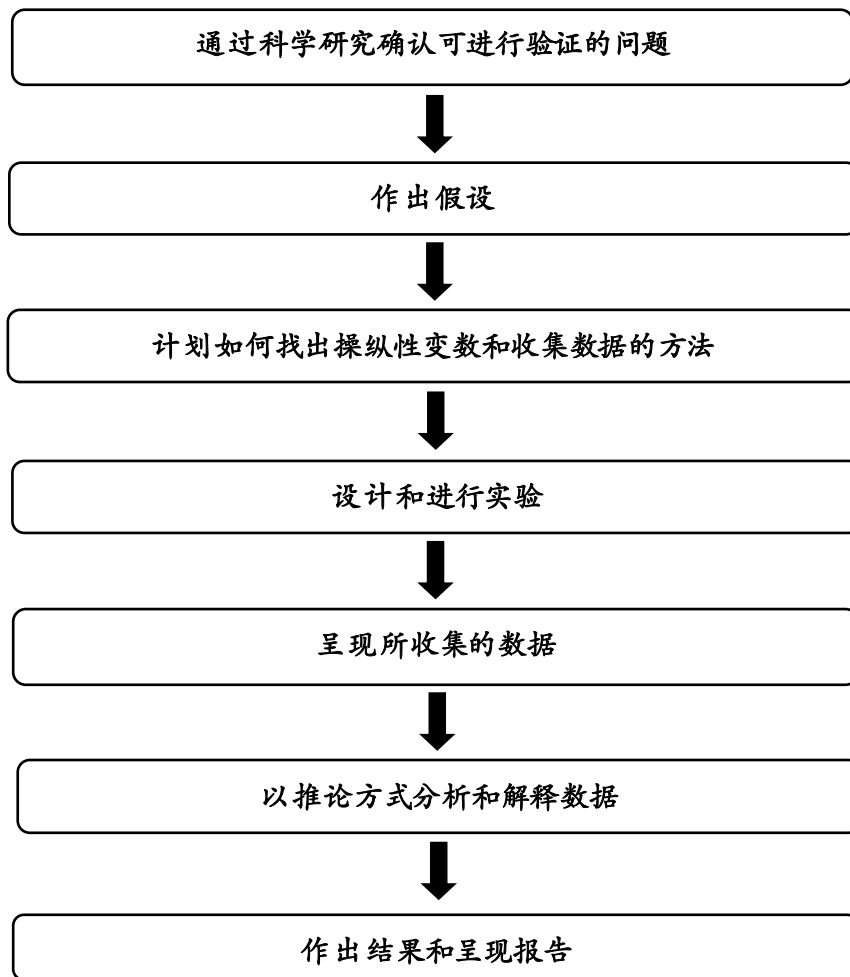 通过科学研究确认可进行验证的问题
作出假设
计划如何找出操纵性变数和收集数据的方法
设计和进行实验
呈现所收集的数据
以推论方式分析和解释数据
作出结果和呈现报告